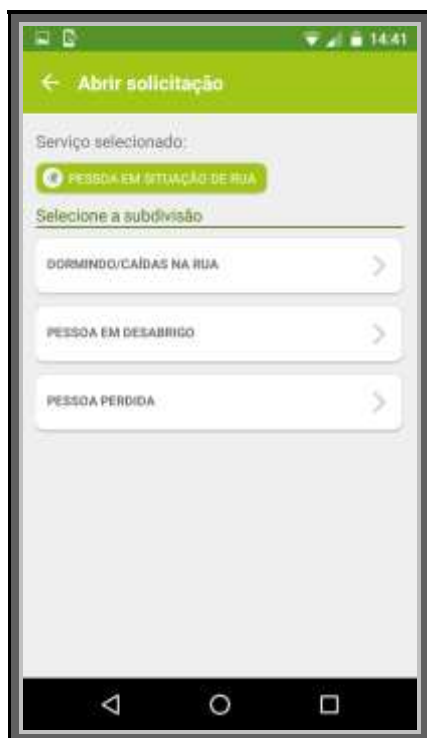 14:41
Abrir solicitação
Serviço selecionado:
PESSOA EM SITUAÇÃO DE RUA
Selecione a subdivisão
DORMINDO/CAÍDAS NA RUA
PESSOA EM DESABRIGO
PESSOA PERDIDA